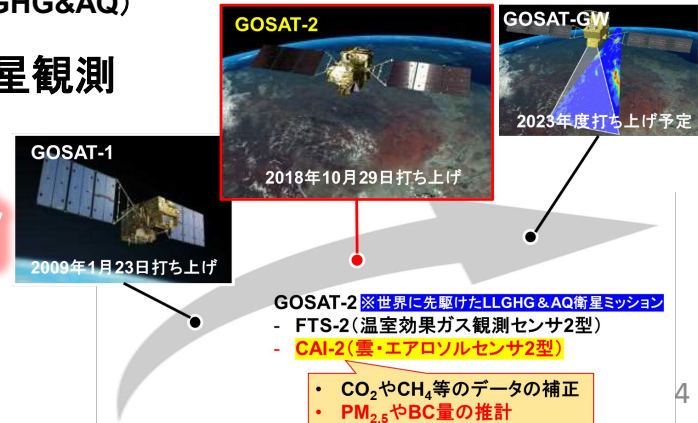 GHG&AQ）
星観測
GOSAT-1
2009年1月23日打ち上げ
GOSAT-2
2018年10月29日打ち上げ
GOSAT-GW
2023年度打ち上げ予定
GOSAT-2 ※世界に先駆けたLLGHG＆AQ衛星ミッション
- FTS-2（温室効果ガス観測センサ2型）
- CAI-2（雲・エアロソルセンサ2型）
• CO₂やCH₄等のデータの補正
• PM₂.₅やBC量の推計
4